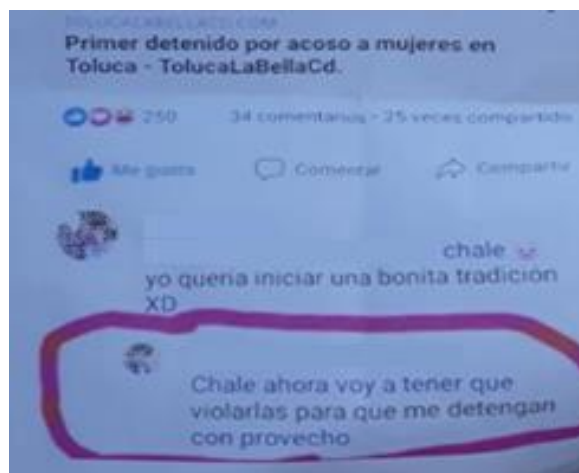 TOLUCALABELLACD.COM
Primer detenido por acoso a mujeres en
Toluca - TolucaLaBellaCd.
250 34 comentarios · 25 veces compartido
Me gusta Comentar Compartir
chale
yo queria iniciar una bonita tradición
XD
Chale ahora voy a tener que
violarlas para que me detengan
con provecho